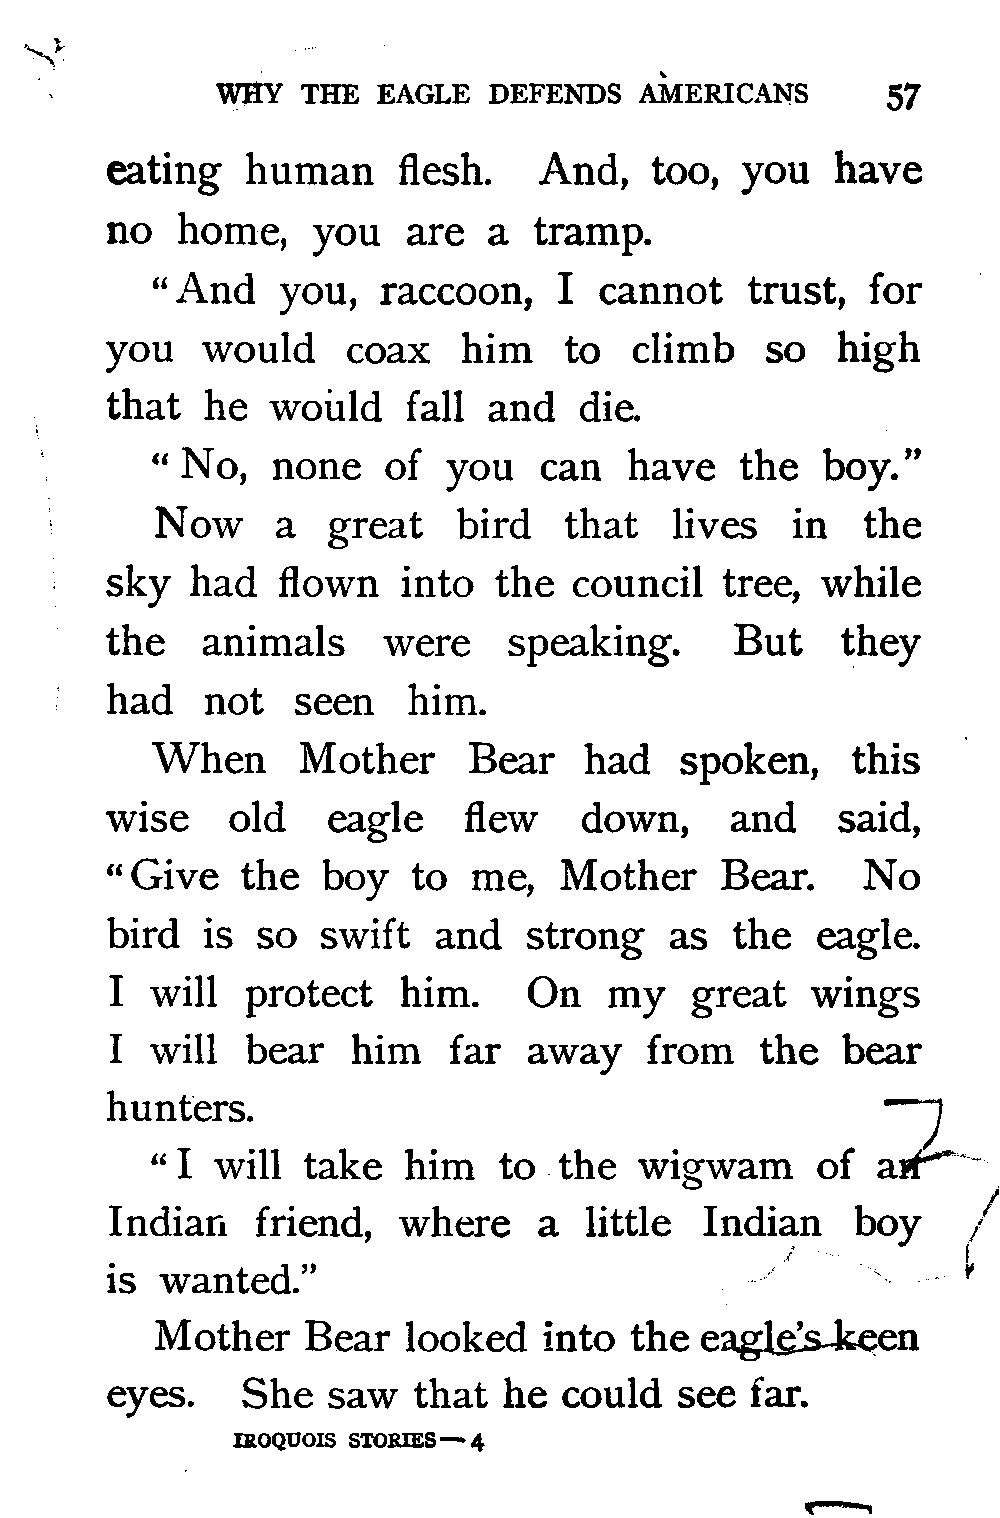 WHY THE EAGLE DEFENDS AMERICANS 57
eating human flesh. And, too, you have
no home, you are a tramp.
“And you, raccoon, I cannot trust, for
you would coax him to climb so high
that he would fall and die.
“No, none of you can have the boy.”
Now a great bird that lives in the
sky had flown into the council tree, while
the animals were speaking. But they
had not seen him.
When Mother Bear had spoken, this
wise old eagle flew down, and said,
“Give the boy to me, Mother Bear. No
bird is so swift and strong as the eagle.
I will protect him. On my great wings
I will bear him far away from the bear
hunters.
“I will take him to the wigwam of an
Indian friend, where a little Indian boy
is wanted.”
Mother Bear looked into the eagle’s keen
eyes. She saw that he could see far.
IROQUOIS STORIES—4